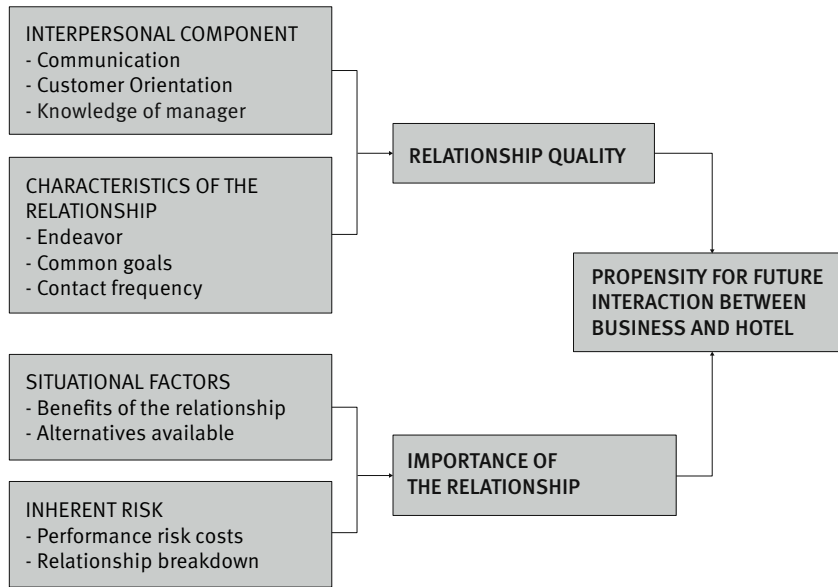 INTERPERSONAL COMPONENT
- Communication
- Customer Orientation
- Knowledge of manager
CHARACTERISTICS OF THE
RELATIONSHIP
- Endeavor
- Common goals
- Contact frequency
RELATIONSHIP QUALITY
PROPENSITY FOR FUTURE
INTERACTION BETWEEN
BUSINESS AND HOTEL
SITUATIONAL FACTORS
- Benefits of the relationship
- Alternatives available
INHERENT RISK
- Performance risk costs
- Relationship breakdown
IMPORTANCE OF
THE RELATIONSHIP